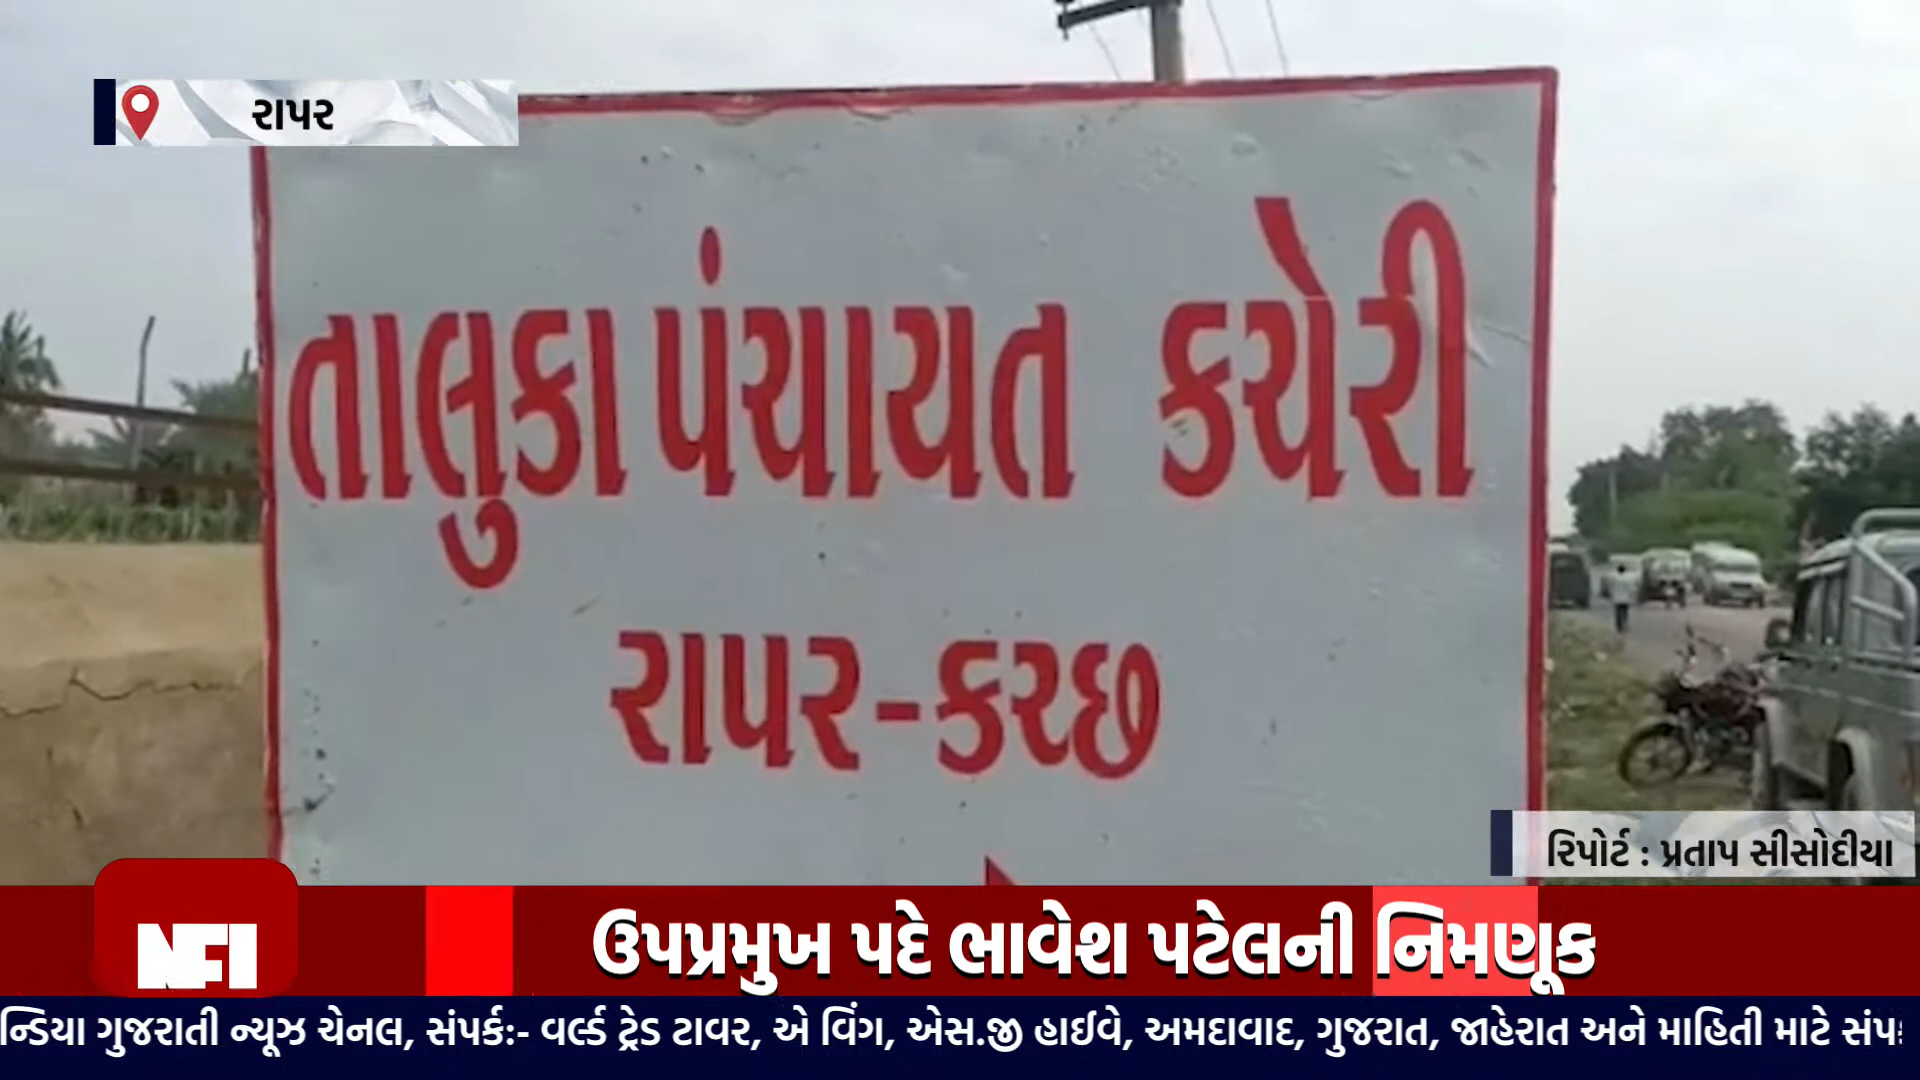 રાપર
તાલુકા પંચાયત કચેરી
રાપર-કચ્છ
રિપોર્ટ : પ્રતાપ સીસોદીયા
ઉપપ્રમુખ પદે ભાવેશ પટેલની નિમણૂક
NFI
ન્ડિયા ગુજરાતી ન્યૂઝ ચેનલ, સંપર્કઃ- વર્લ્ડ ટ્રેડ ટાવર, એ વિંગ, એસ.જી હાઈવે, અમદાવાદ, ગુજરાત, જાહેરાત અને માહિતી માટે